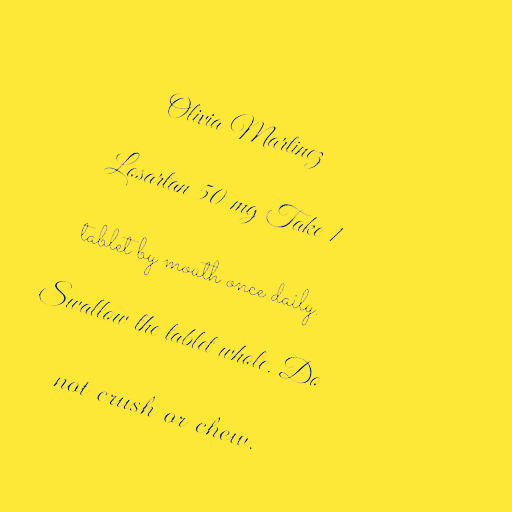 Olivia Martinez
Losartan 50 mg Take 1
tablet by mouth once daily.
Swallow the tablet whole. Do
not crush or chew.